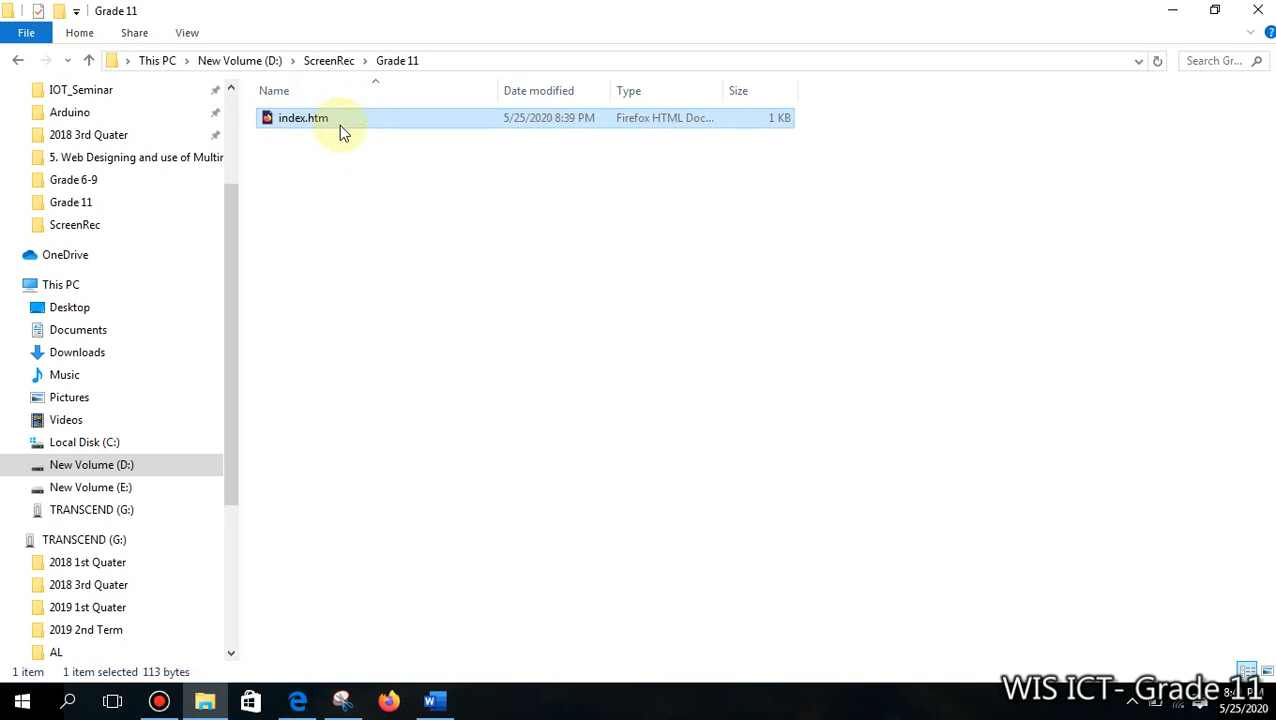 Grade 11
File Home Share View
This PC New Volume (D:) ScreenRec Grade 11
Search Gr...
Name Date modified Type Size
index.htm 5/25/2020 8:39 PM Firefox HTML Doc... 1 KB
IOT_Seminar
Arduino
2018 3rd Quater
5. Web Designing and use of Multir
Grade 6-9
Grade 11
ScreenRec
OneDrive
This PC
Desktop
Documents
Downloads
Music
Pictures
Videos
Local Disk (C:)
New Volume (D:)
New Volume (E:)
TRANSCEND (G:)
TRANSCEND (G:)
2018 1st Quater
2018 3rd Quater
2019 1st Quater
2019 2nd Term
AL
1 item 1 item selected 113 bytes
WIS ICT- Grade 11
5/25/2020